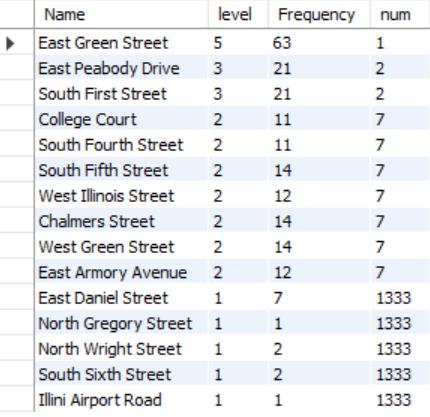 Name level Frequency num
East Green Street 5 63 1
East Peabody Drive 3 21 2
South First Street 3 21 2
College Court 2 11 7
South Fourth Street 2 11 7
South Fifth Street 2 14 7
West Illinois Street 2 12 7
Chalmers Street 2 14 7
West Green Street 2 14 7
East Armory Avenue 2 12 7
East Daniel Street 1 7 1333
North Gregory Street 1 1 1333
North Wright Street 1 2 1333
South Sixth Street 1 2 1333
Illini Airport Road 1 1 1333